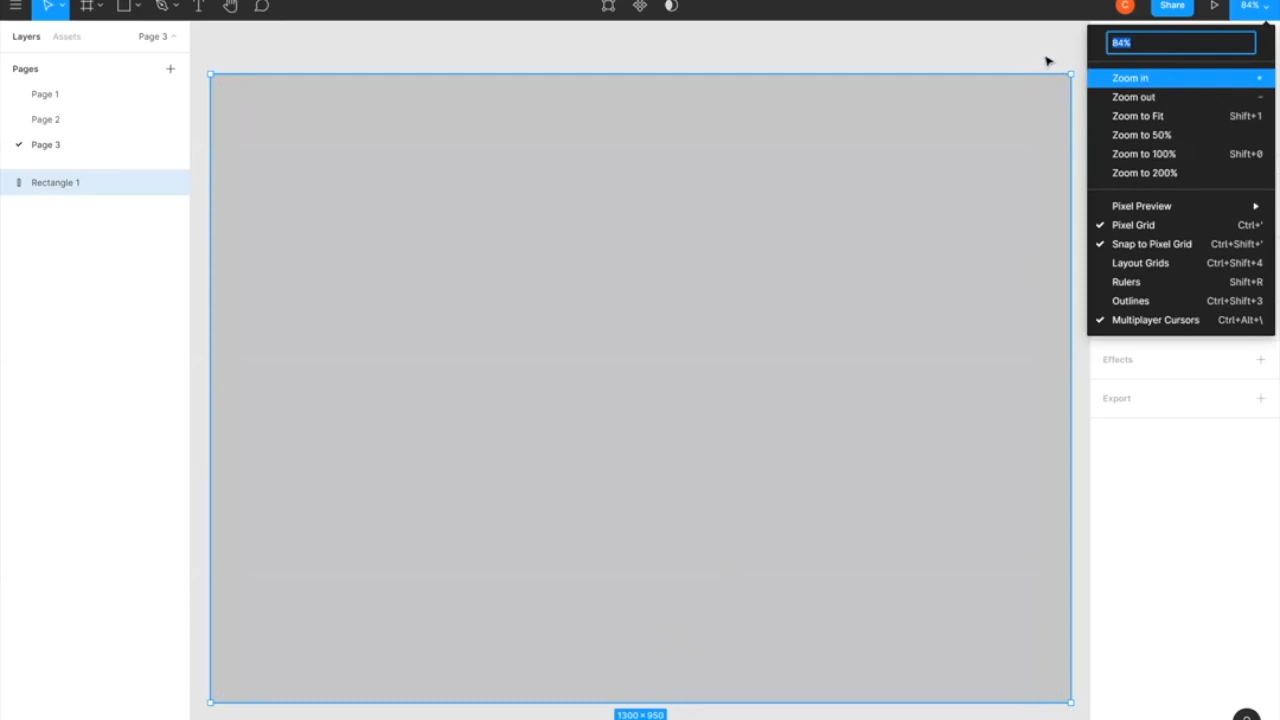 Share
84%
Layers
Assets
Page 3
84%
Pages
Page 1
Page 2
Page 3
Rectangle 1
Zoom in +
Zoom out -
Zoom to Fit Shift+1
Zoom to 50%
Zoom to 100% Shift+0
Zoom to 200%
Pixel Preview
Pixel Grid Ctrl+'
Snap to Pixel Grid Ctrl+Shift+'
Layout Grids Ctrl+Shift+4
Rulers Shift+R
Outlines Ctrl+Shift+3
Multiplayer Cursors Ctrl+Alt+\
Effects
Export
1300 × 950
C